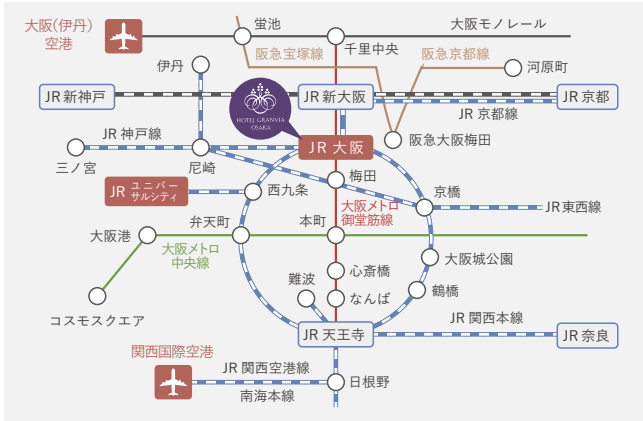 大阪(伊丹)
空港
蛍池
大阪モノレール
千里中央
阪急宝塚線
阪急京都線
伊丹
河原町
JR 新神戸
JR 新大阪
JR 京都
JR 京都線
HOTEL GRANVIA
OSAKA
JR 神戸線
JR 大阪
阪急大阪梅田
三ノ宮
尼崎
梅田
京橋
JR ユニバー
サルシティ
西九条
大阪メトロ
御堂筋線
JR東西線
弁天町
本町
大阪港
大阪メトロ
中央線
大阪城公園
心斎橋
難波
なんば
鶴橋
コスモスクエア
JR 天王寺
JR 関西本線
JR 奈良
関西国際空港
JR 関西空港線
南海本線
日根野